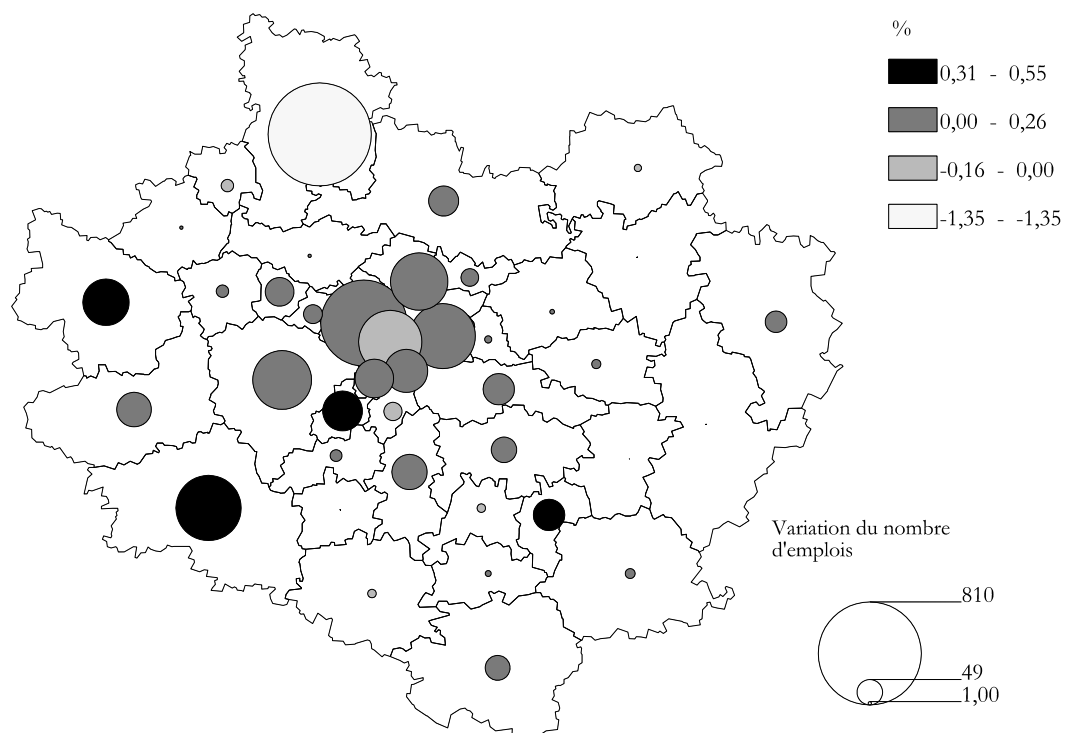 %
0,31 - 0,55
0,00 - 0,26
-0,16 - 0,00
-1,35 - -1,35
Variation du nombre
d'emplois
810
49
1,00